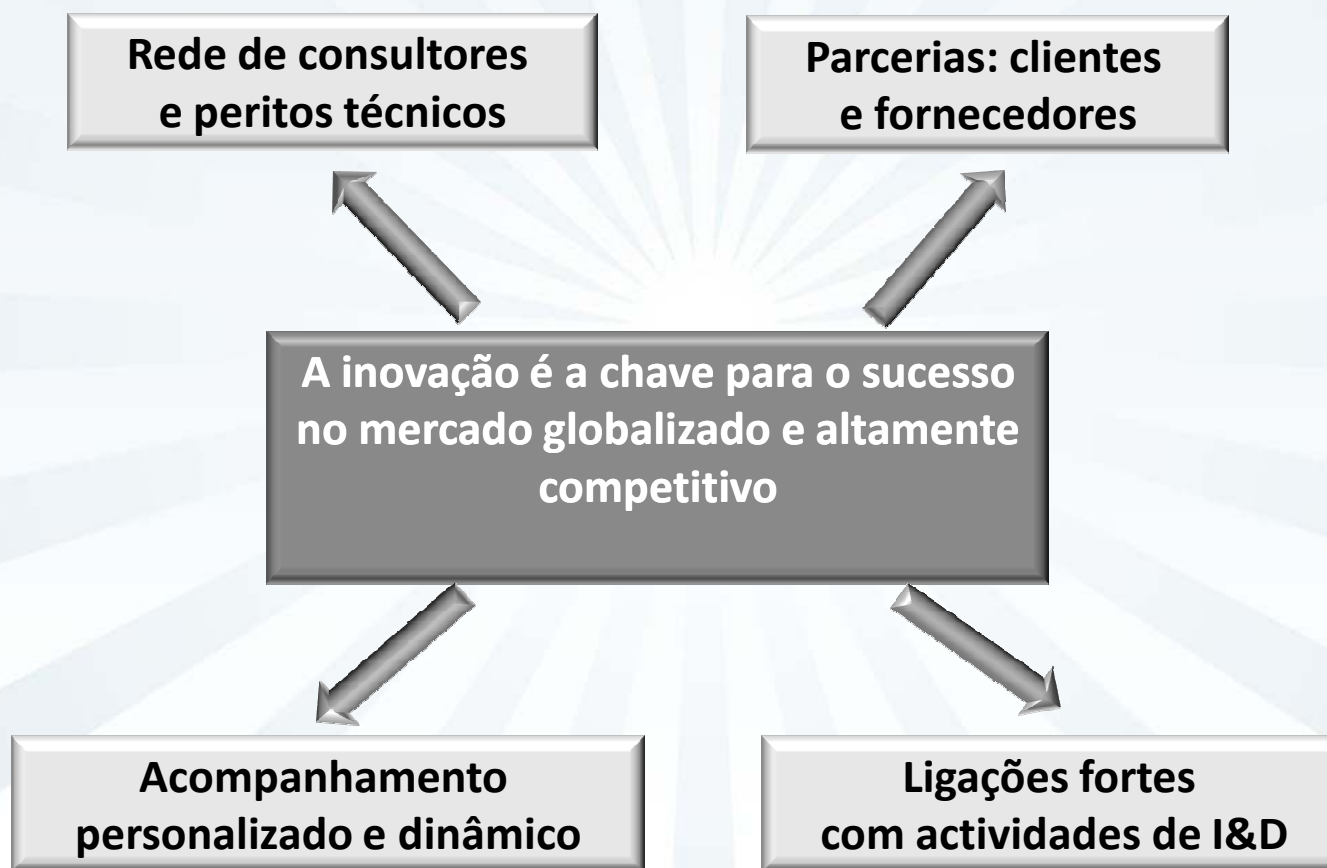 Rede de consultores
e peritos técnicos
Parcerias: clientes
e fornecedores
A inovação é a chave para o sucesso
no mercado globalizado e altamente
competitivo
Acompanhamento
personalizado e dinâmico
Ligações fortes
com actividades de I&D